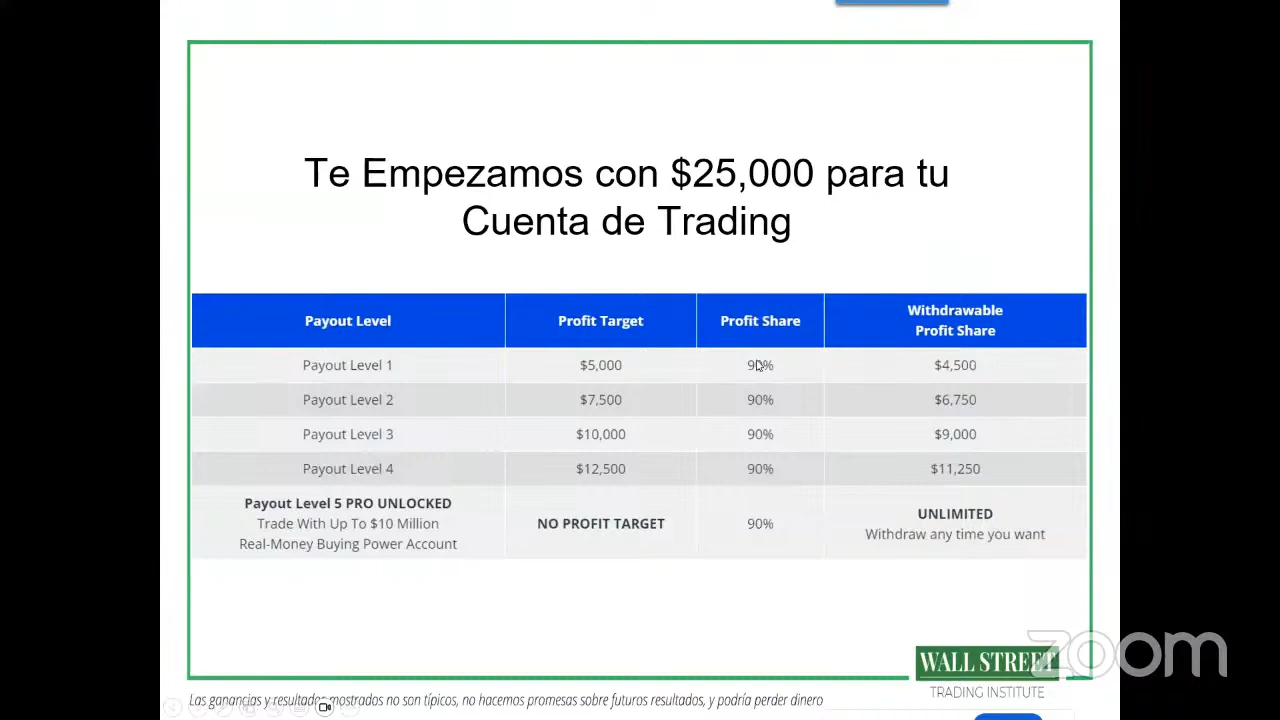 Te Empezamos con $25,000 para tu
Cuenta de Trading
Payout Level Profit Target Profit Share Withdrawable Profit Share
Payout Level 1 $5,000 90% $4,500
Payout Level 2 $7,500 90% $6,750
Payout Level 3 $10,000 90% $9,000
Payout Level 4 $12,500 90% $11,250
Payout Level 5 PRO UNLOCKED
Trade With Up To $10 Million
Real-Money Buying Power Account
NO PROFIT TARGET
90%
UNLIMITED
Withdraw any time you want
WALL STREET
TRADING INSTITUTE
zoom
Las ganancias y resultados mostrados no son típicos, no hacemos promesas sobre futuros resultados, y podría perder dinero